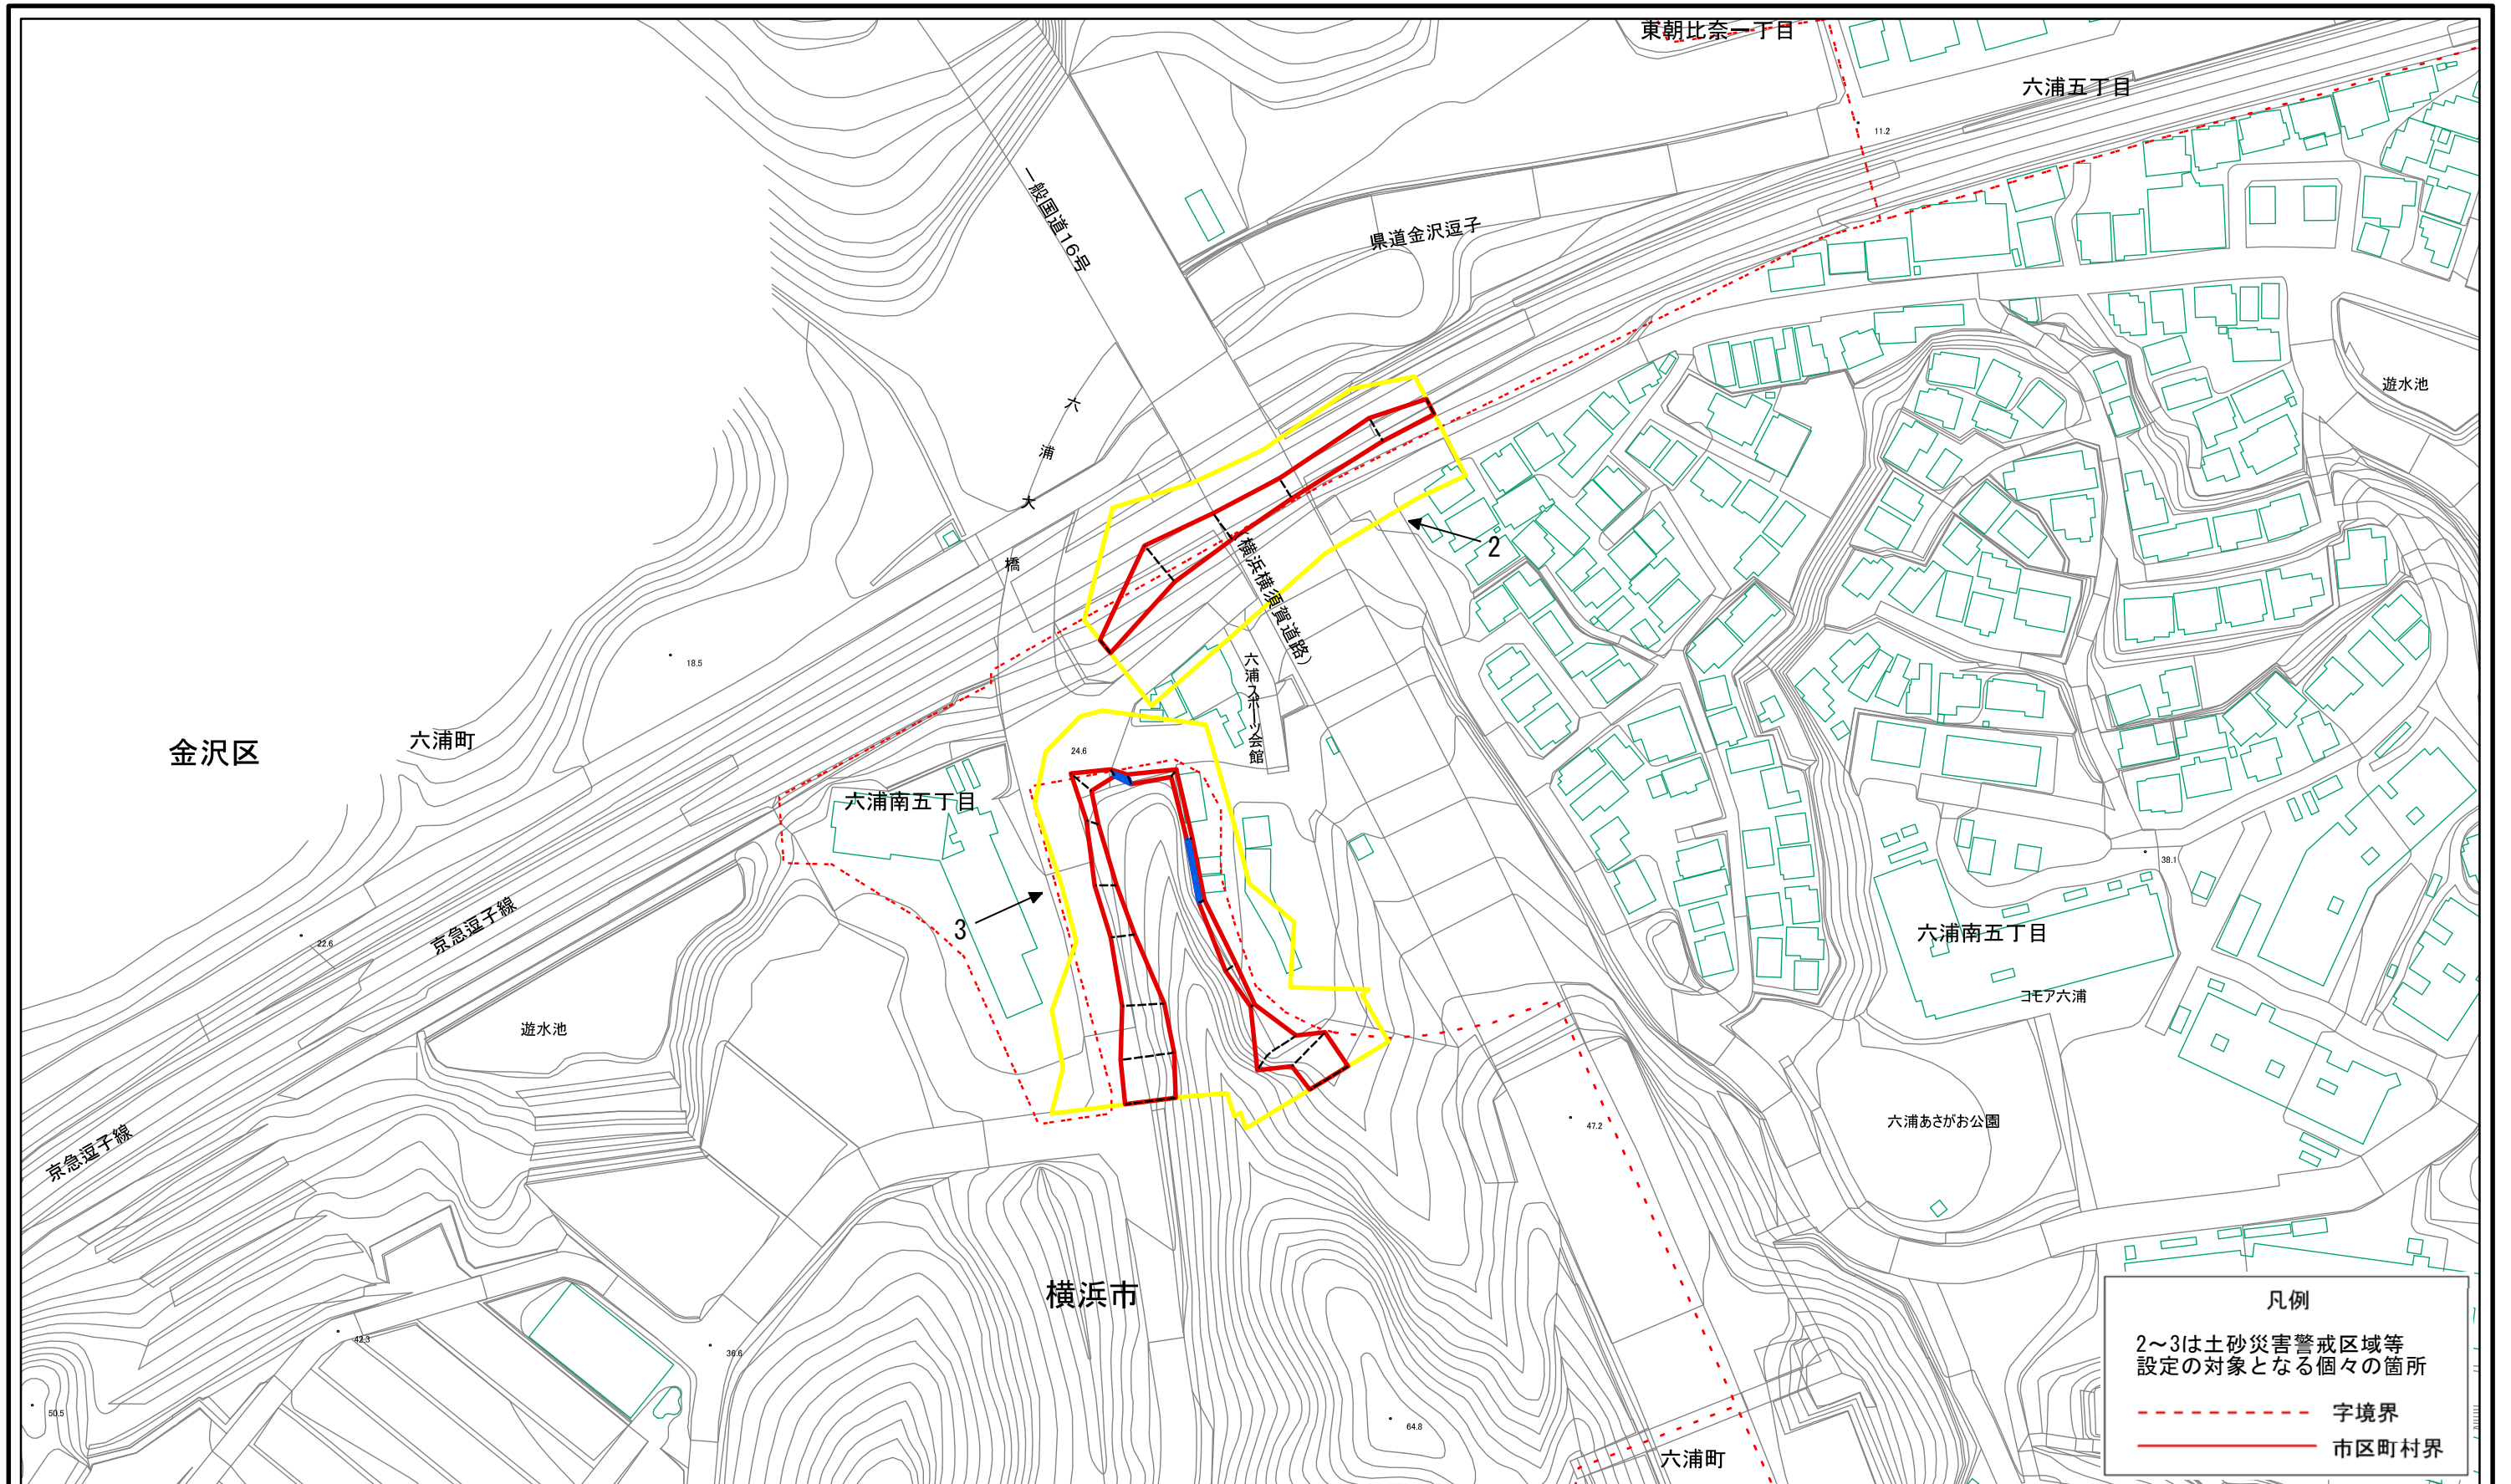 東朝比奈一丁目
六浦五丁目
11.2
一般国道16号
県道金沢逗子
遊水池
六
浦
大
橋
2
横浜横須賀道路)
18.5
六浦スポーツ会館
金沢区
六浦町
24.6
六浦南五丁目
38.1
3
京急逗子線
22.6
六浦南五丁目
コモア六浦
遊水池
47.2
六浦あさがお公園
京急逗子線
横浜市
42.3
36.6
50.5
64.8
六浦町
凡例
2～3は土砂災害警戒区域等
設定の対象となる個々の箇所
字境界
市区町村界